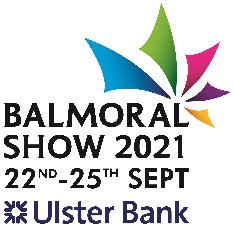 BALMORAL
SHOW 2021
22ND-25TH SEPT
Ulster Bank